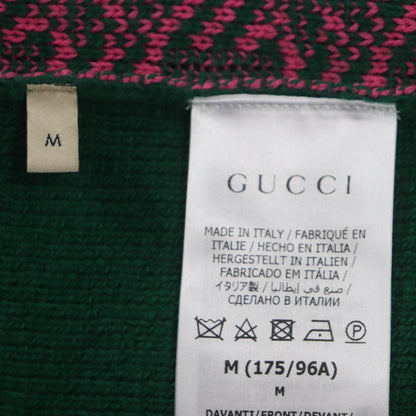 M
GUCCI
MADE IN ITALY / FABRIQUÉ EN
ITALIE / HECHO EN ITALIA /
HERGESTELLT IN ITALIEN /
FABRICADO EM ITÁLIA /
イタリア製 / صنع في إيطاليا /
СДЕЛАНО В ИТАЛИИ
M (175/96A)
M
DAVANTI/FRONT/DEVANT/